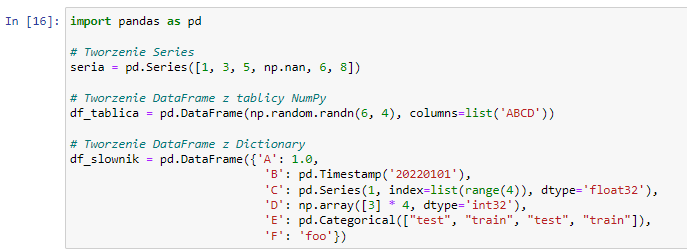 In [16]: import pandas as pd

# Tworzenie Series
seria = pd.Series([1, 3, 5, np.nan, 6, 8])

# Tworzenie DataFrame z tablicy NumPy
df_tablica = pd.DataFrame(np.random.randn(6, 4), columns=list('ABCD'))

# Tworzenie DataFrame z Dictionary
df_slownik = pd.DataFrame({'A': 1.0,
                           'B': pd.Timestamp('20220101'),
                           'C': pd.Series(1, index=list(range(4)), dtype='float32'),
                           'D': np.array([3] * 4, dtype='int32'),
                           'E': pd.Categorical(["test", "train", "test", "train"]),
                           'F': 'foo'})